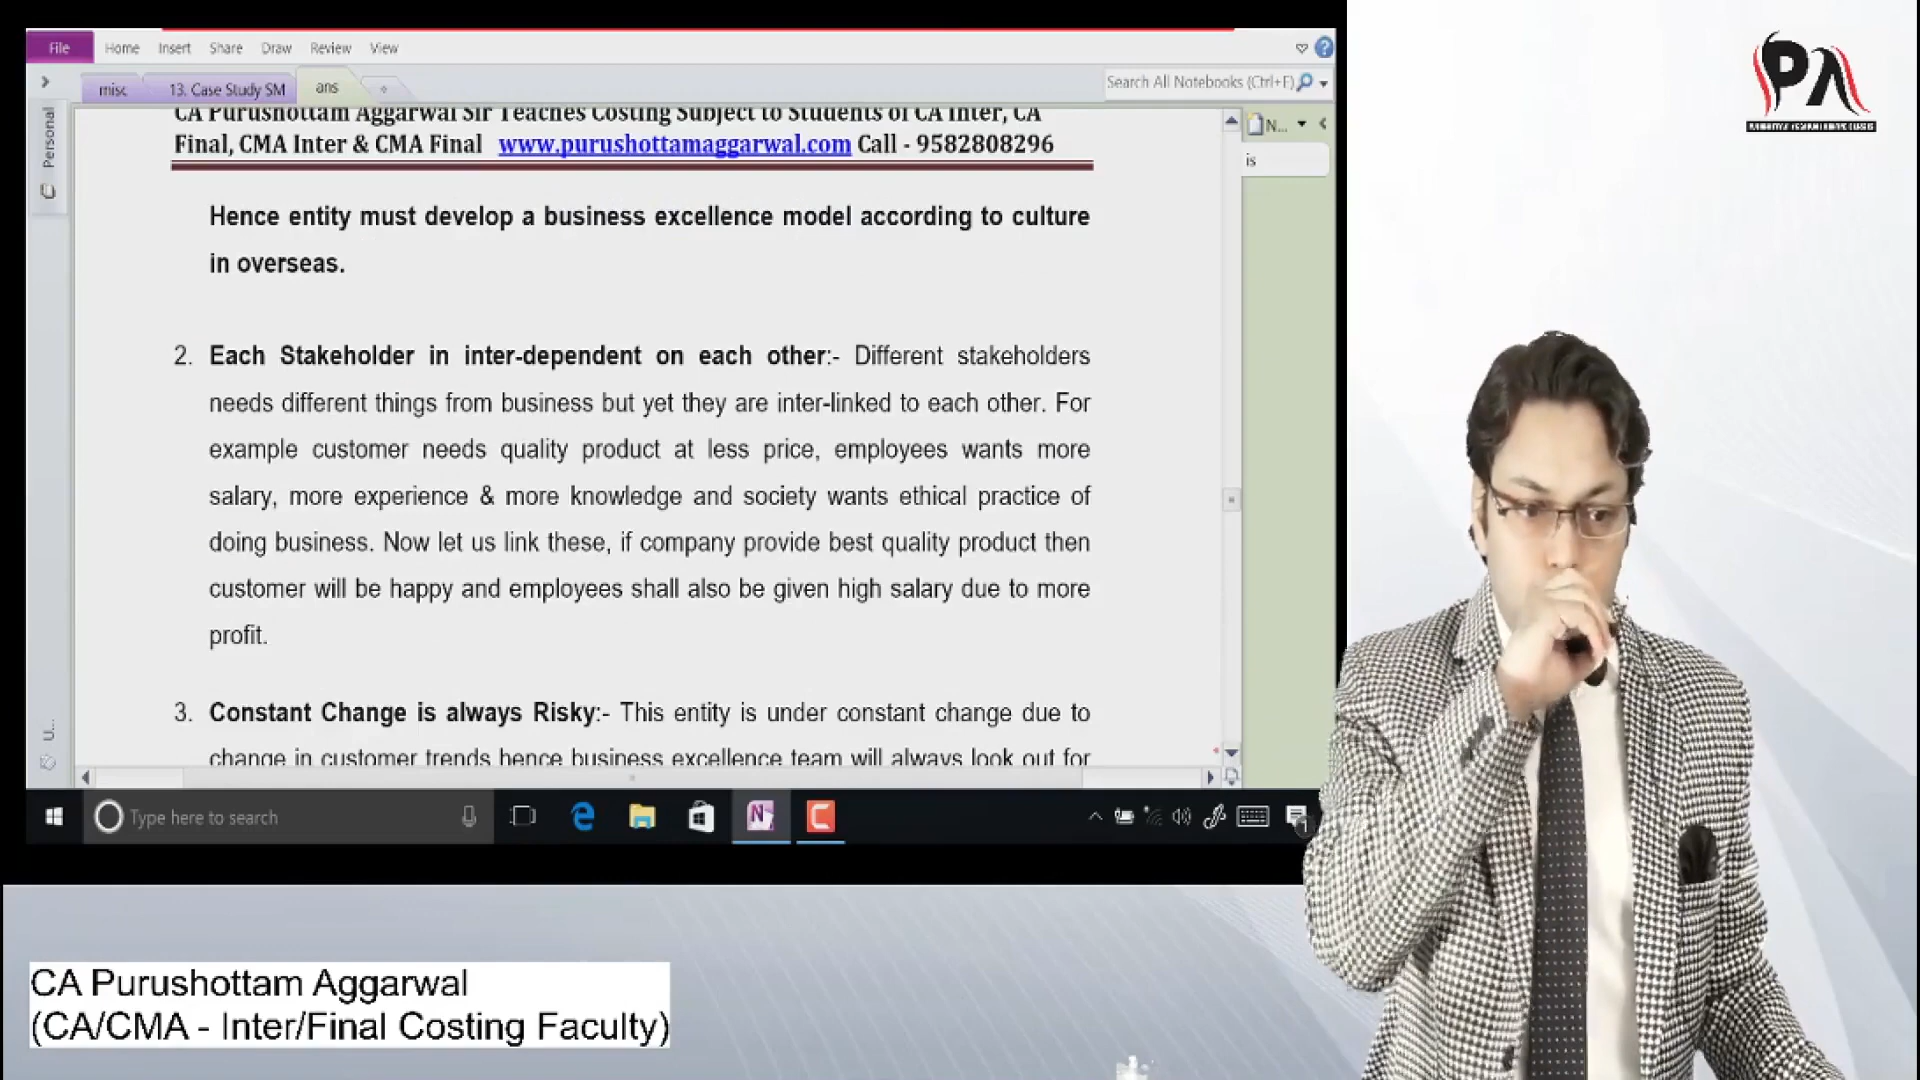 File Home Insert Share Draw Review View
misc 13. Case Study SM ans
Search All Notebooks (Ctrl+E)
Personal
N...
is
CA Purushottam Aggarwal Sir Teaches Costing Subject to Students of CA Inter, CA
Final, CMA Inter & CMA Final www.purushottamaggarwal.com Call - 9582808296
Hence entity must develop a business excellence model according to culture
in overseas.
2. Each Stakeholder in inter-dependent on each other:- Different stakeholders
needs different things from business but yet they are inter-linked to each other. For
example customer needs quality product at less price, employees wants more
salary, more experience & more knowledge and society wants ethical practice of
doing business. Now let us link these, if company provide best quality product then
customer will be happy and employees shall also be given high salary due to more
profit.
3. Constant Change is always Risky:- This entity is under constant change due to
change in customer trends hence business excellence team will always look out for
U...
Type here to search
1
CA Purushottam Aggarwal
(CA/CMA - Inter/Final Costing Faculty)
PA